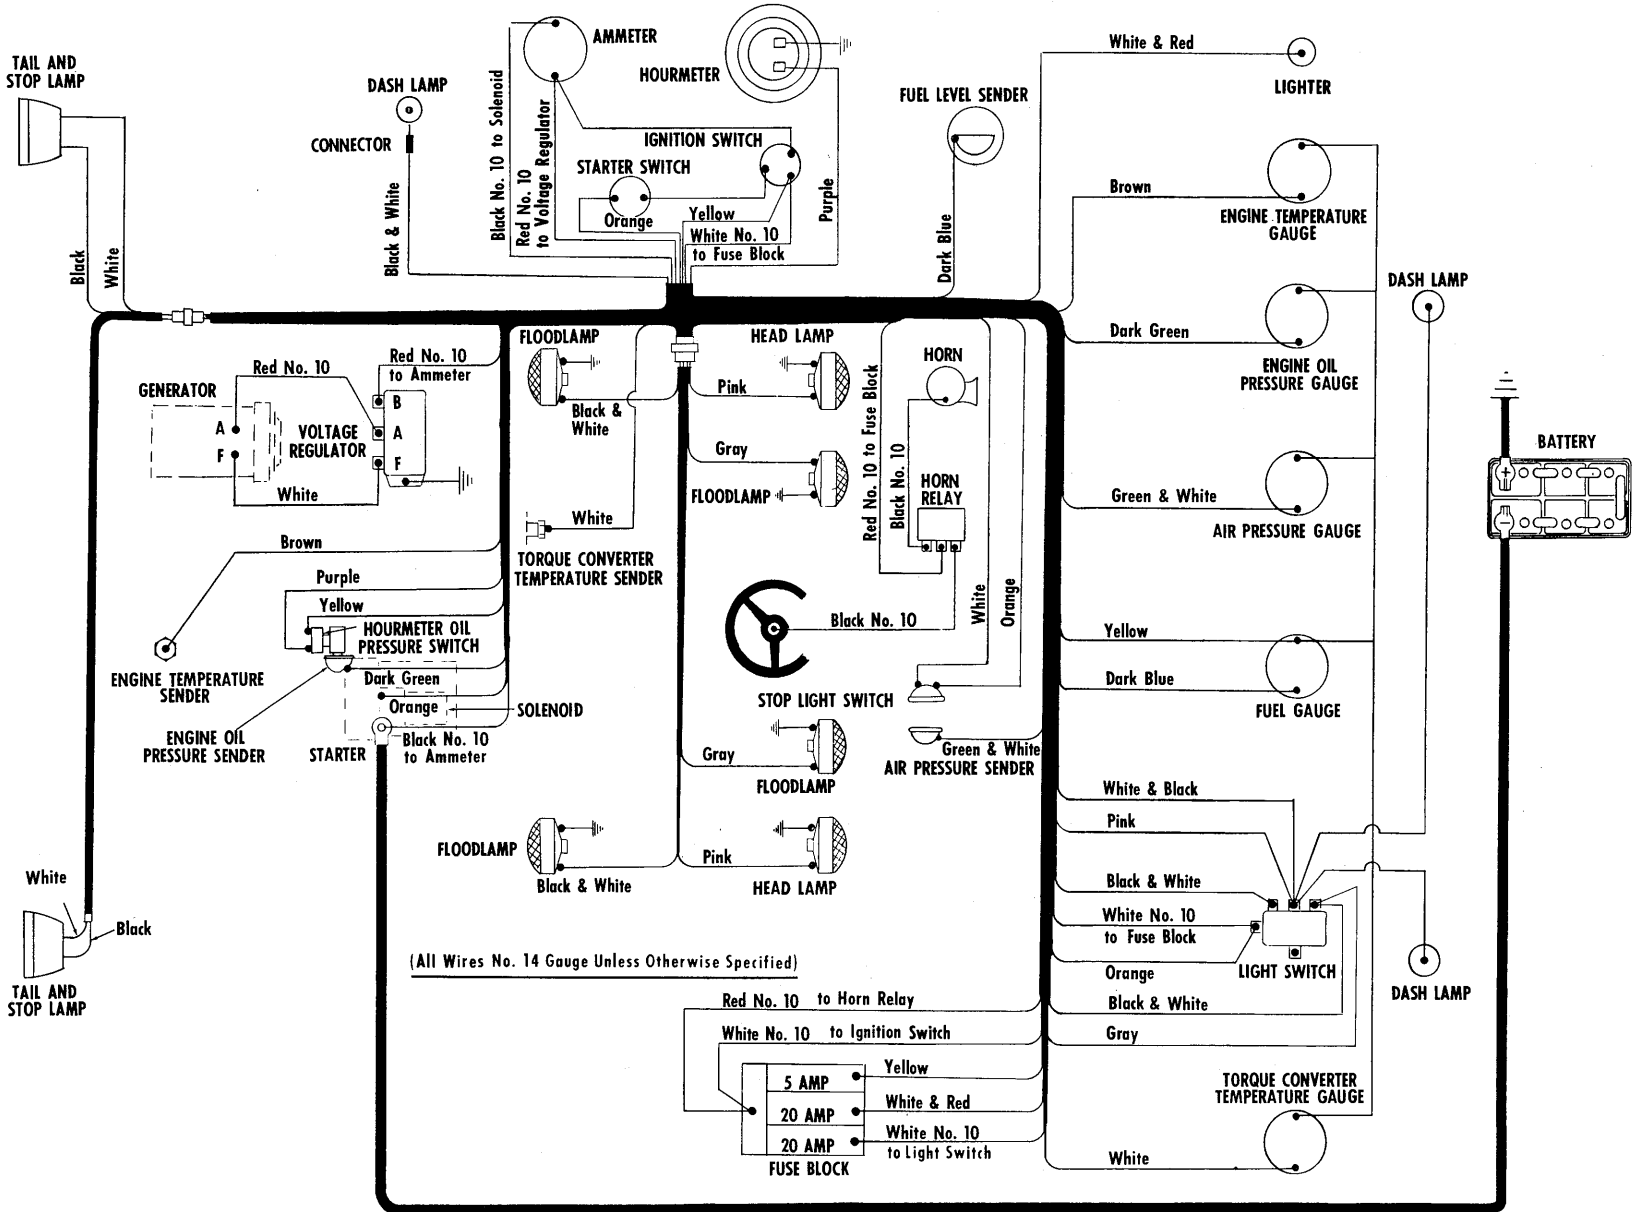 TAIL AND
STOP LAMP
Black
White
DASH LAMP
CONNECTOR
Black & White
AMMETER
Black No. 10 to Solenoid
Red No. 10
to Voltage Regulator
HOURMETER
IGNITION SWITCH
STARTER SWITCH
Orange
Yellow
White No. 10
to Fuse Block
Purple
FUEL LEVEL SENDER
Dark Blue
White & Red
LIGHTER
Brown
ENGINE TEMPERATURE
GAUGE
DASH LAMP
Dark Green
ENGINE OIL
PRESSURE GAUGE
BATTERY
+
−
Green & White
AIR PRESSURE GAUGE
Yellow
Dark Blue
FUEL GAUGE
GENERATOR
A
F
Red No. 10
VOLTAGE
REGULATOR
White
Red No. 10
to Ammeter
B
A
F
FLOODLAMP
Black &
White
HEAD LAMP
Pink
Gray
FLOODLAMP
HORN
Red No. 10 to Fuse Block
Black No. 10
HORN
RELAY
White
TORQUE CONVERTER
TEMPERATURE SENDER
Brown
Purple
Yellow
HOURMETER OIL
PRESSURE SWITCH
ENGINE TEMPERATURE
SENDER
Dark Green
Orange
SOLENOID
ENGINE OIL
PRESSURE SENDER
STARTER
Black No. 10
to Ammeter
Black No. 10
White
Orange
STOP LIGHT SWITCH
Green & White
AIR PRESSURE SENDER
Gray
FLOODLAMP
FLOODLAMP
Black & White
Pink
HEAD LAMP
White
Black
TAIL AND
STOP LAMP
White & Black
Pink
Black & White
White No. 10
to Fuse Block
Orange
LIGHT SWITCH
Black & White
Gray
DASH LAMP
(All Wires No. 14 Gauge Unless Otherwise Specified)
Red No. 10 to Horn Relay
White No. 10 to Ignition Switch
5 AMP
Yellow
20 AMP
White & Red
20 AMP
White No. 10
to Light Switch
FUSE BLOCK
TORQUE CONVERTER
TEMPERATURE GAUGE
White